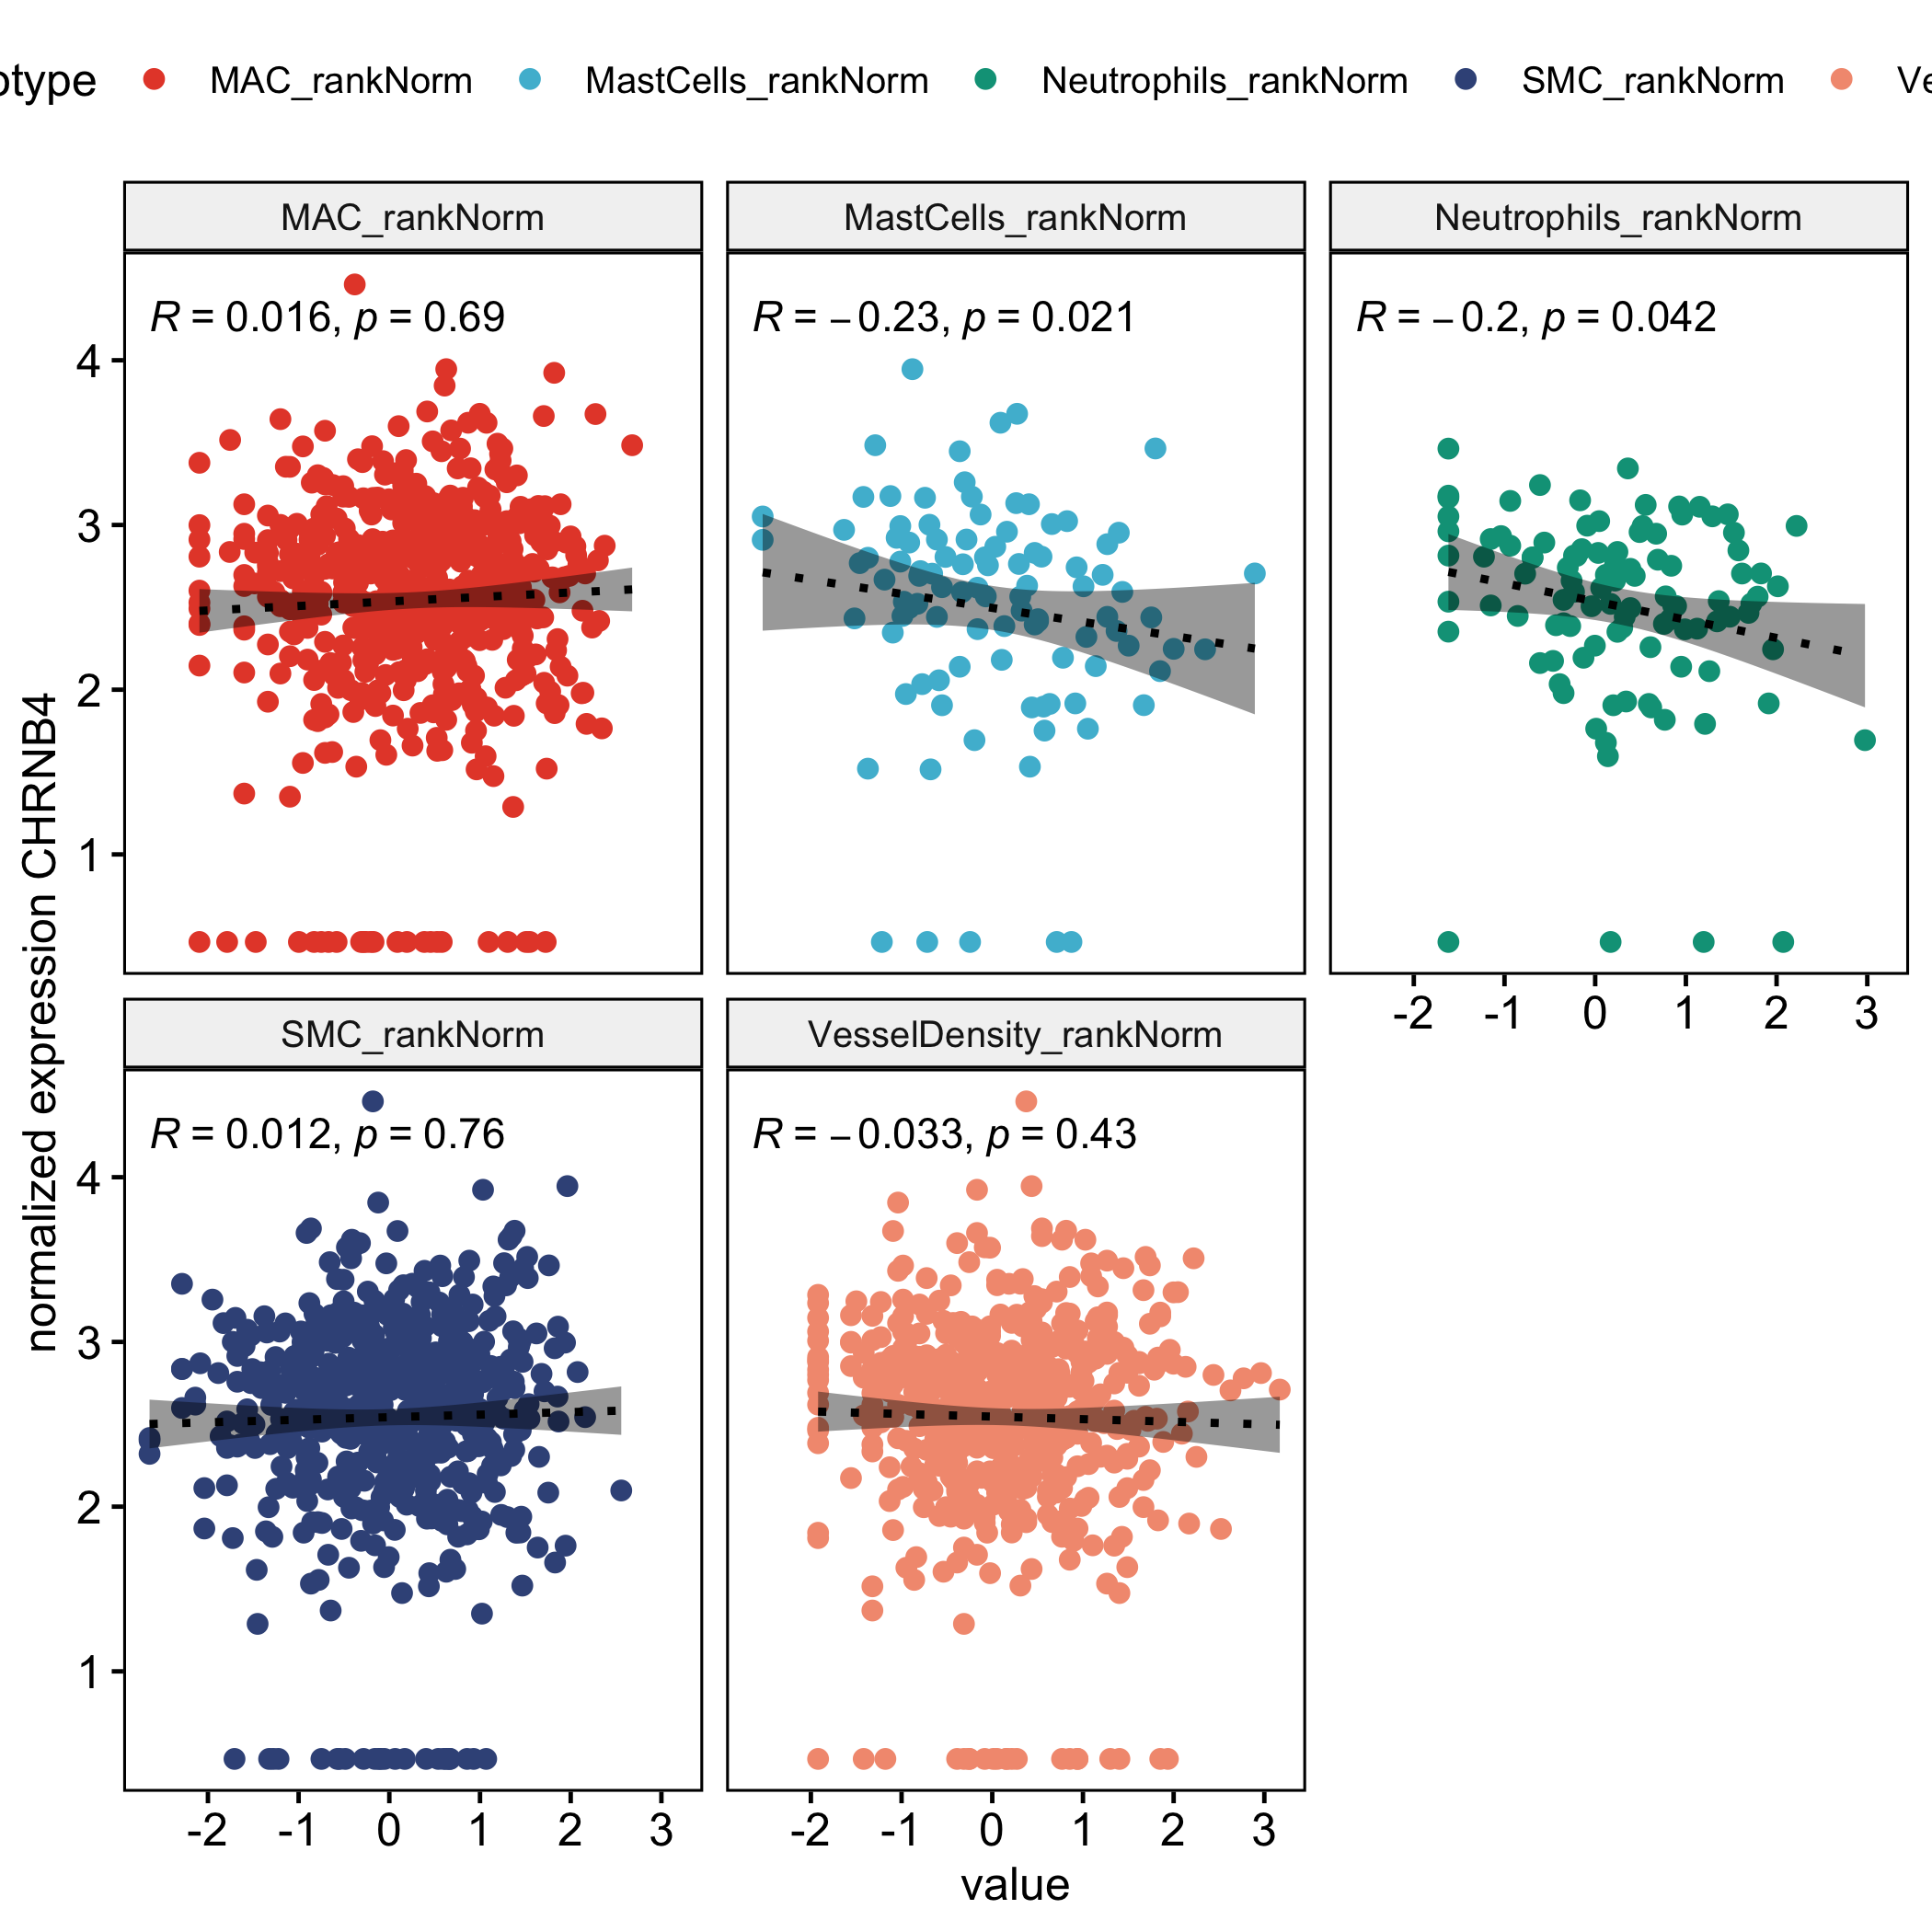 otype MAC_rankNorm MastCells_rankNorm Neutrophils_rankNorm SMC_rankNorm Ve
MAC_rankNorm MastCells_rankNorm Neutrophils_rankNorm
R = 0.016, p = 0.69 R = −0.23, p = 0.021 R = −0.2, p = 0.042
4
3
2
1
-2 -1 0 1 2 3
normalized expression CHRNB4
SMC_rankNorm VesselDensity_rankNorm
R = 0.012, p = 0.76 R = −0.033, p = 0.43
4
3
2
1
-2 -1 0 1 2 3 -2 -1 0 1 2 3
value